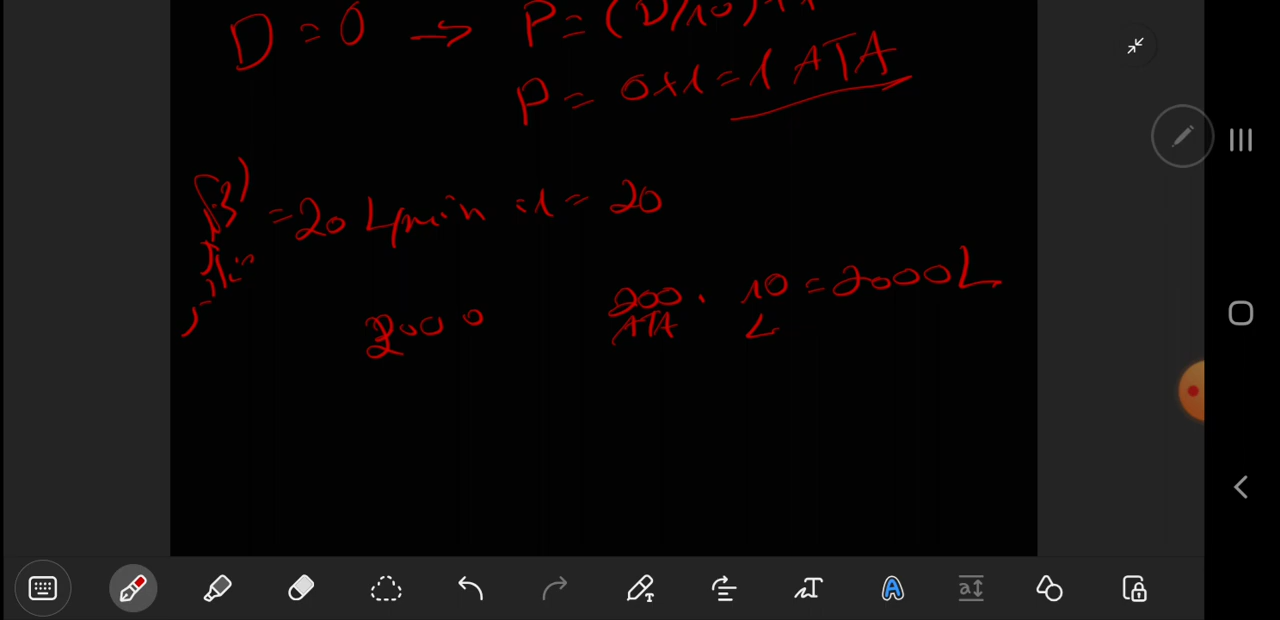 D = 0 → P = (D/10)+1
P = 0+1 = 1 ATA
= 20 L/min · 1 = 20
2000 200 · 10 = 2000 L
ATA L